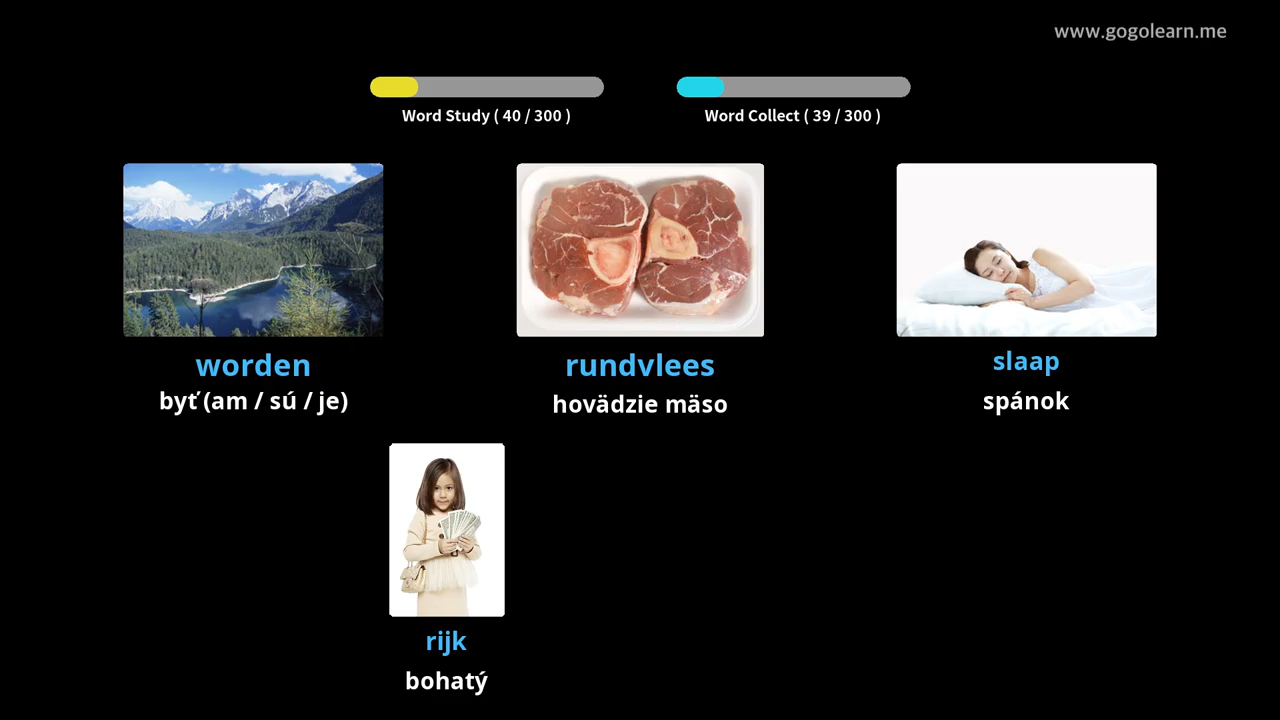 www.gogolearn.me
Word Study ( 40 / 300 )
Word Collect ( 39 / 300 )
worden
byť (am / sú / je)
rundvlees
hovädzie mäso
slaap
spánok
rijk
bohatý